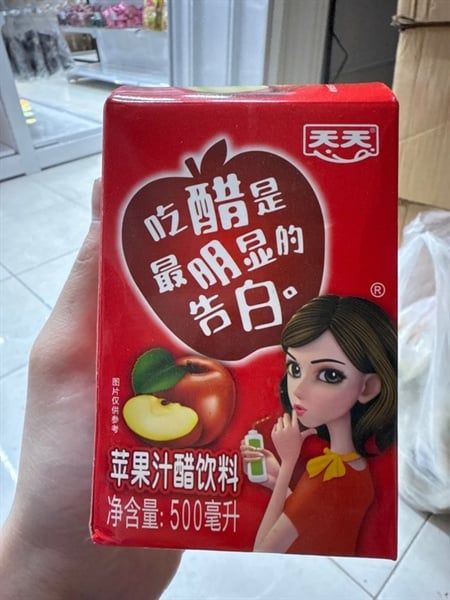 天天
吃醋是
最明显的
告白。
®
图片仅供参考
苹果汁醋饮料
净含量:500毫升